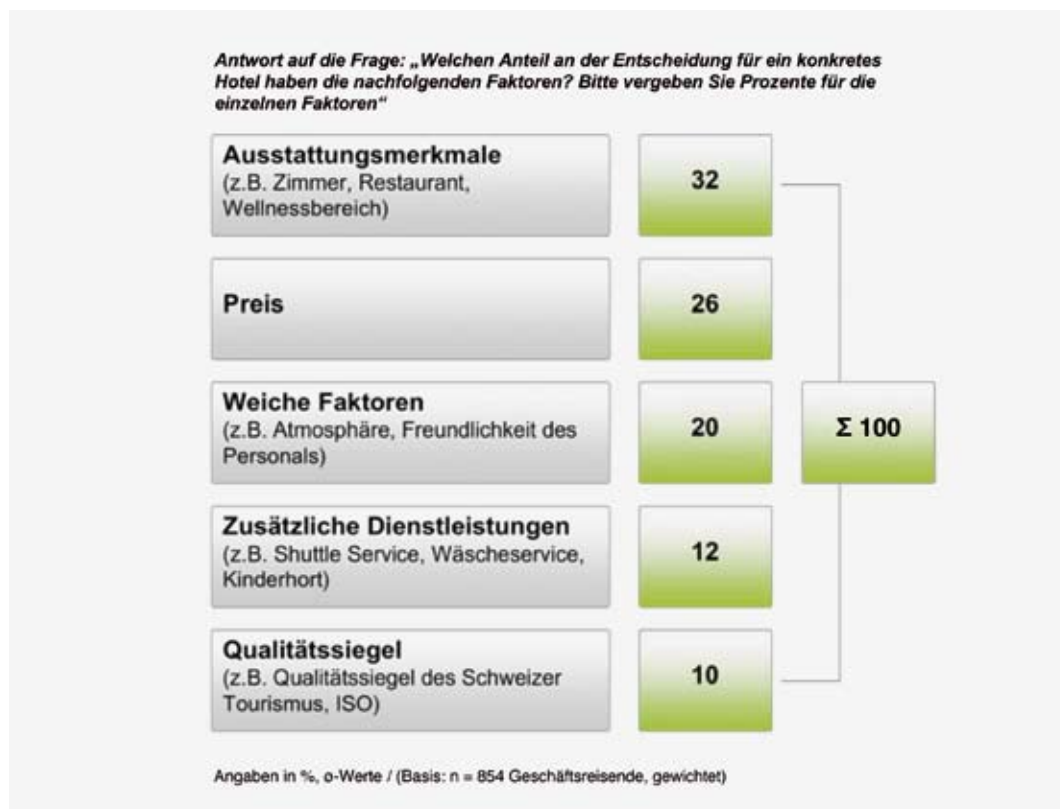 Antwort auf die Frage: „Welchen Anteil an der Entscheidung für ein konkretes
Hotel haben die nachfolgenden Faktoren? Bitte vergeben Sie Prozente für die
einzelnen Faktoren“
Ausstattungsmerkmale
(z.B. Zimmer, Restaurant,
Wellnessbereich)
32
Preis
26
Weiche Faktoren
(z.B. Atmosphäre, Freundlichkeit des
Personals)
20
Σ 100
Zusätzliche Dienstleistungen
(z.B. Shuttle Service, Wäscheservice,
Kinderhort)
12
Qualitätssiegel
(z.B. Qualitätssiegel des Schweizer
Tourismus, ISO)
10
Angaben in %, ø-Werte / (Basis: n = 854 Geschäftsreisende, gewichtet)